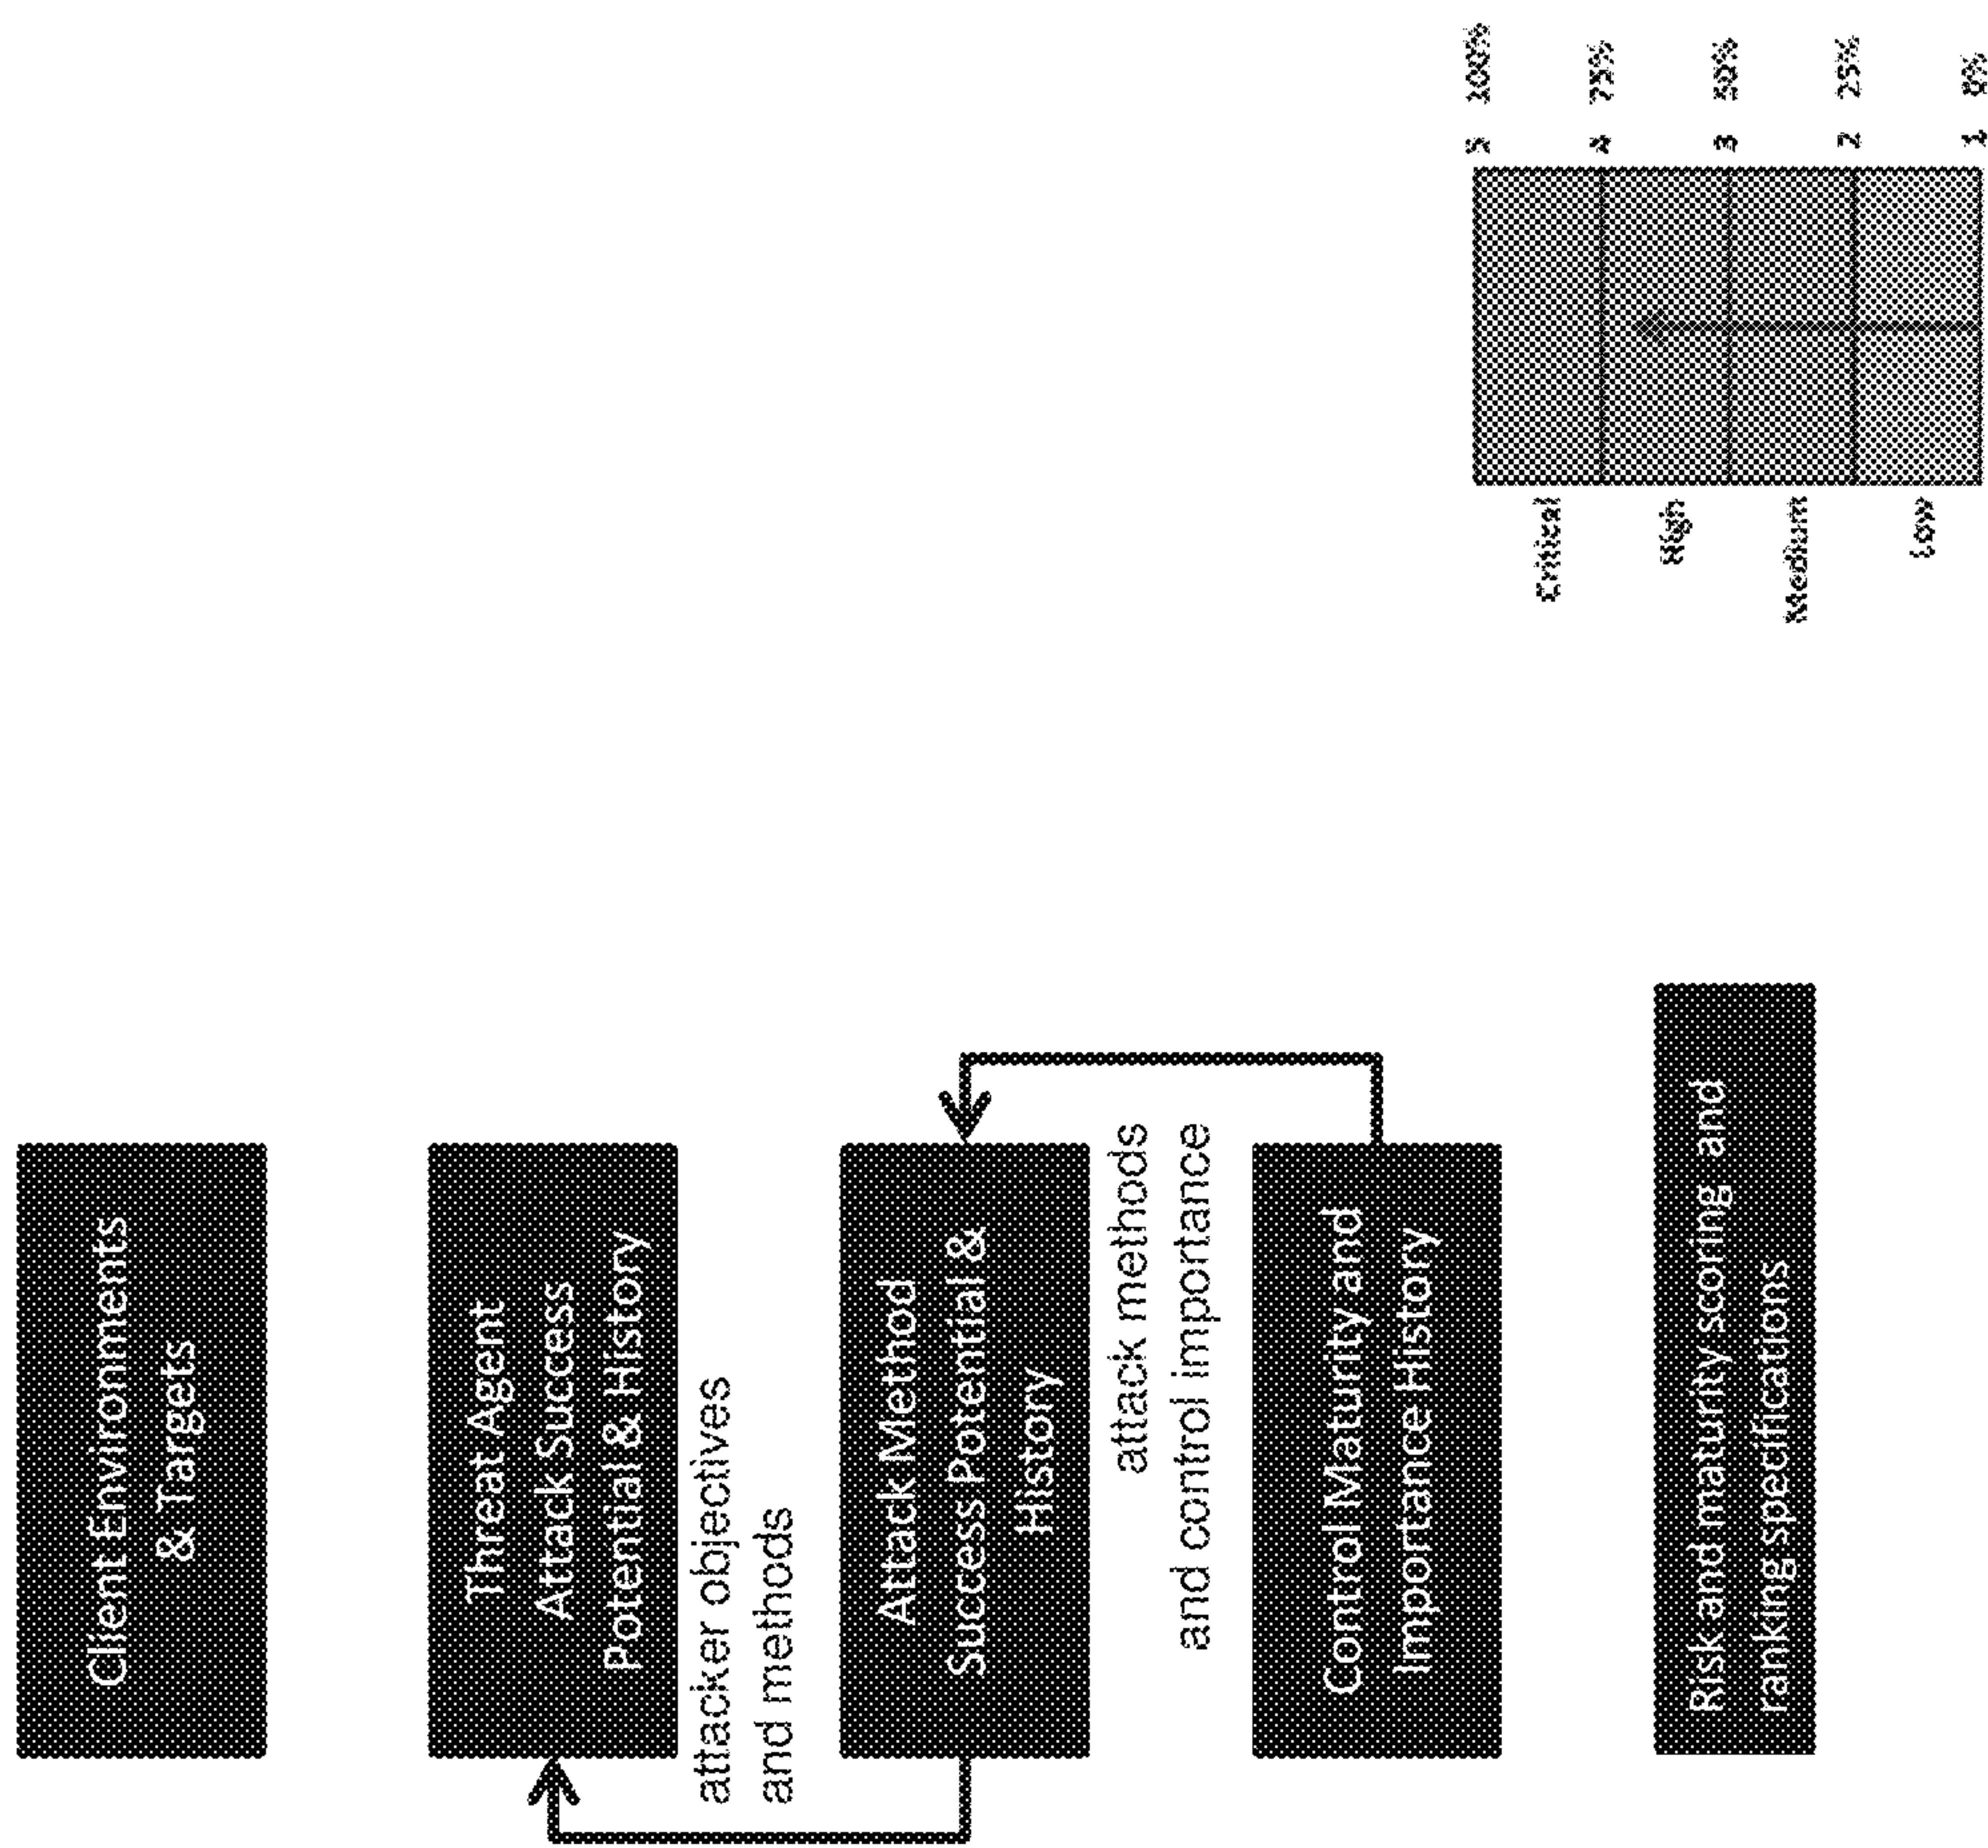 Client Environments
& Targets
Threat Agent
Attack Success
Potential & History
attacker objectives
and methods
Attack Method
Success Potential &
History
attack methods
and control importance
Control Maturity and
Importance History
Risk and maturity scoring and
ranking specifications
Critical
High
Medium
Low
5 100%
4 75%
3 50%
2 25%
1 0%